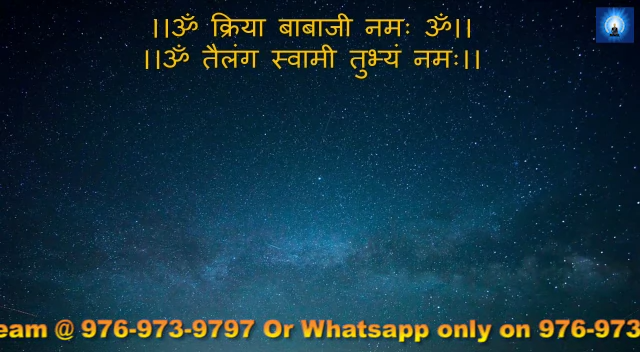 ।।ॐ क्रिया बाबाजी नमः ॐ।।
।।ॐ तैलंग स्वामी तुभ्यं नमः।।
eam @ 976-973-9797 Or Whatsapp only on 976-973